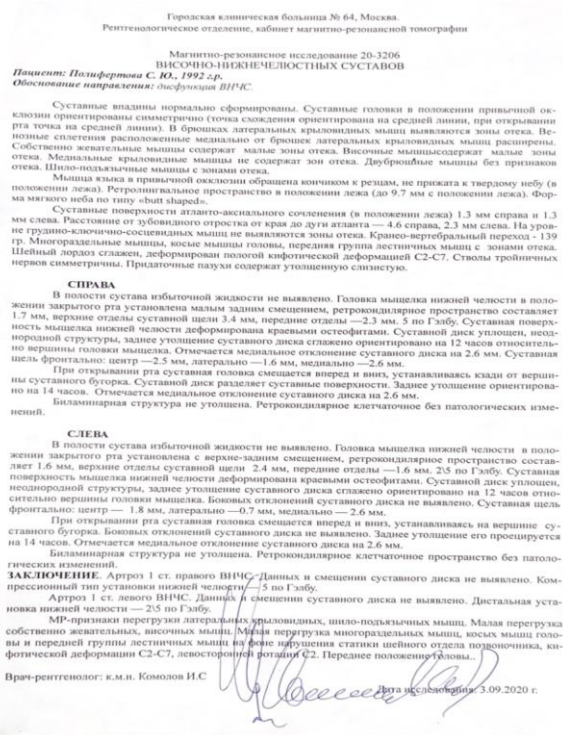 Городская клиническая больница № 64, Москва.
Рентгенологическое отделение, кабинет магнитно-резонансной томографии
Магнитно-резонансное исследование 20-3206
ВИСОЧНО-НИЖНЕЧЕЛЮСТНЫХ СУСТАВОВ
Пациент: Полифертова С. Ю., 1992 г.р.
Обоснование направления: дисфункция ВНЧС.
Суставные впадины нормально сформированы. Суставные головки в положении привычной ок-
клюзии ориентированы симметрично (точка схождения ориентирована на средней линии, при открывании
рта точка на средней линии). В брюшках латеральных крыловидных мышц выявляются зоны отека. Ве-
нозные сплетения расположенные медиально от брюшек латеральных крыловидных мышц расширены.
Собственно жевательные мышцы содержат малые зоны отека. Височные мышцы содержат малые зоны
отека. Медиальные крыловидные мышцы не содержат зон отека. Двубрюшные мышцы без признаков
отека. Шило-подъязычные мышцы с зонами отека.
Мышца языка в привычной окклюзии обращена кончиком к резцам, не прижата к твердому небу (в
положении лежа). Ретролингвальное пространство в положении лежа (до 9.7 мм с положении лежа). Фор-
ма мягкого неба по типу «butt shaped».
Суставные поверхности атланто-аксиального сочленения (в положении лежа) 1.3 мм справа и 1.3
мм слева. Расстояние от зубовидного отростка от края до дуги атланта — 4.6 справа, 2.3 мм слева. На уров-
не грудино-ключично-сосцевидных мышц не выявляются зоны отека. Кранео-вертебральный переход - 139
гр. Многораздельные мышцы, косые мышцы головы, передняя группа лестничных мышц с зонами отека.
Шейный лордоз сглажен, деформирован пологой кифотической деформацией С2-С7. Стволы тройничных
нервов симметричны. Придаточные пазухи содержат утолщенную слизистую.
СПРАВА
В полости сустава избыточной жидкости не выявлено. Головка мыщелка нижней челюсти в поло-
жении закрытого рта установлена малым задним смещением, ретрокондилярное пространство составляет
1.7 мм, верхние отделы суставной щели 3.4 мм, передние отделы —2.3 мм. 5 по Гэлбу. Суставная поверх-
ность мыщелка нижней челюсти деформирована краевыми остеофитами. Суставной диск уплощен, неод-
нородной структуры, заднее утолщение суставного диска сглажено ориентировано на 12 часов относитель-
но вершины головки мыщелка. Отмечается медиальное отклонение суставного диска на 2.6 мм. Суставная
щель фронтально: центр —2.5 мм, латерально —1.6 мм, медиально —2.6 мм.
При открывании рта суставная головка смещается вперед и вниз, устанавливаясь кзади от верши-
ны суставного бугорка. Суставной диск разделяет суставные поверхности. Заднее утолщение ориентирова-
но на 14 часов. Отмечается медиальное отклонение суставного диска на 2.6 мм.
Биламинарная структура не утолщена. Ретрокондилярное клетчаточное без патологических изме-
нений.
СЛЕВА
В полости сустава избыточной жидкости не выявлено. Головка мыщелка нижней челюсти в поло-
жении закрытого рта установлена с верхне-задним смещением, ретрокондилярное пространство состав-
ляет 1.6 мм, верхние отделы суставной щели 2.4 мм, передние отделы —1.6 мм. 2\5 по Гэлбу. Суставная
поверхность мыщелка нижней челюсти деформирована краевыми остеофитами. Суставной диск уплощен,
неоднородной структуры, заднее утолщение суставного диска сглажено ориентировано на 12 часов отно-
сительно вершины головки мыщелка. Боковых отклонений суставного диска не выявлено. Суставная щель
фронтально: центр — 1.8 мм, латерально —0.7 мм, медиально — 2.6 мм.
При открывании рта суставная головка смещается вперед и вниз, устанавливаясь на вершине су-
ставного бугорка. Боковых отклонений суставного диска не выявлено. Заднее утолщение его проецируется
на 14 часов. Отмечается медиальное отклонение суставного диска на 2.6 мм.
Биламинарная структура не утолщена. Ретрокондилярное клетчаточное пространство без патоло-
гических изменений.
ЗАКЛЮЧЕНИЕ. Артроз 1 ст. правого ВНЧС. Данных и смещении суставного диска не выявлено. Ком-
прессионный тип установки нижней челюсти — 5 по Гэлбу.
Артроз 1 ст. левого ВНЧС. Данных и смещении суставного диска не выявлено. Дистальная уста-
новка нижней челюсти — 2\5 по Гэлбу.
МР-признаки перегрузки латеральных крыловидных, шило-подъязычных мышц. Малая перегрузка
собственно жевательных, височных мышц. Малая перегрузка многораздельных мышц, косых мышц голо-
вы и передней группы лестничных мышц на фоне нарушения статики шейного отдела позвоночника, ки-
фотической деформации С2-С7, левосторонней ротации С2. Переднее положение головы..
Врач-рентгенолог: к.м.н. Комолов И.С
Дата исследования: 3.09.2020 г.